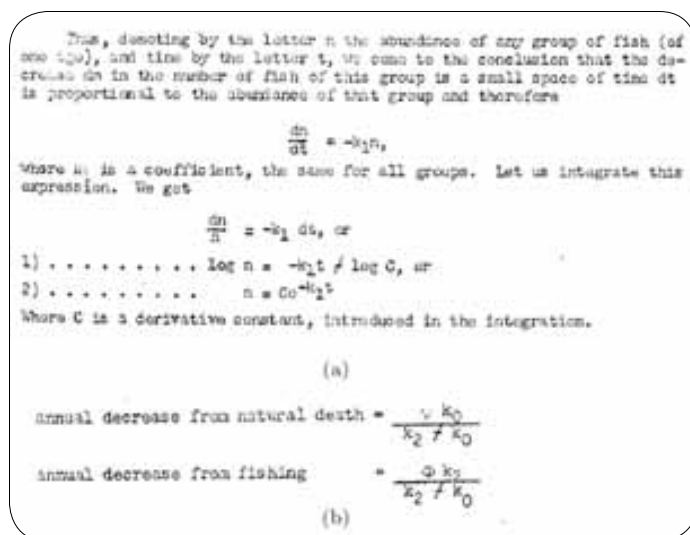 Thus, denoting by the letter n the abundance of any group of fish (of
one age), and time by the letter t, we come to the conclusion that the de-
crease dn in the number of fish of this group is a small space of time dt
is proportional to the abundance of that group and therefore
dn/dt = -k₁n,
Where k₁ is a coefficient, the same for all groups. Let us integrate this
expression. We get
dn/n = -k₁ dt, or
1) . . . . . . . . . log n = -k₁t ≠ log C, or
2) . . . . . . . . . n = Ce^-k₁t
Where C is a derivative constant, introduced in the integration.
(a)
annual decrease from natural death = k₀ / k₂ ≠ k₀
annual decrease from fishing = Φ k₂ / k₂ ≠ k₀
(b)